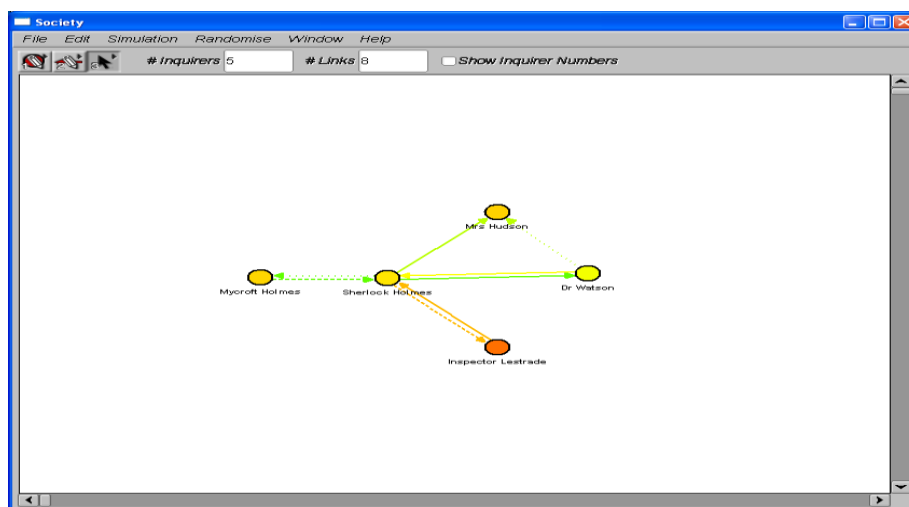 Society
File Edit Simulation Randomise Window Help
# Inquirers 5 # Links 8 Show Inquirer Numbers
Mrs Hudson
Mycroft Holmes Sherlock Holmes Dr Watson
Inspector Lestrade